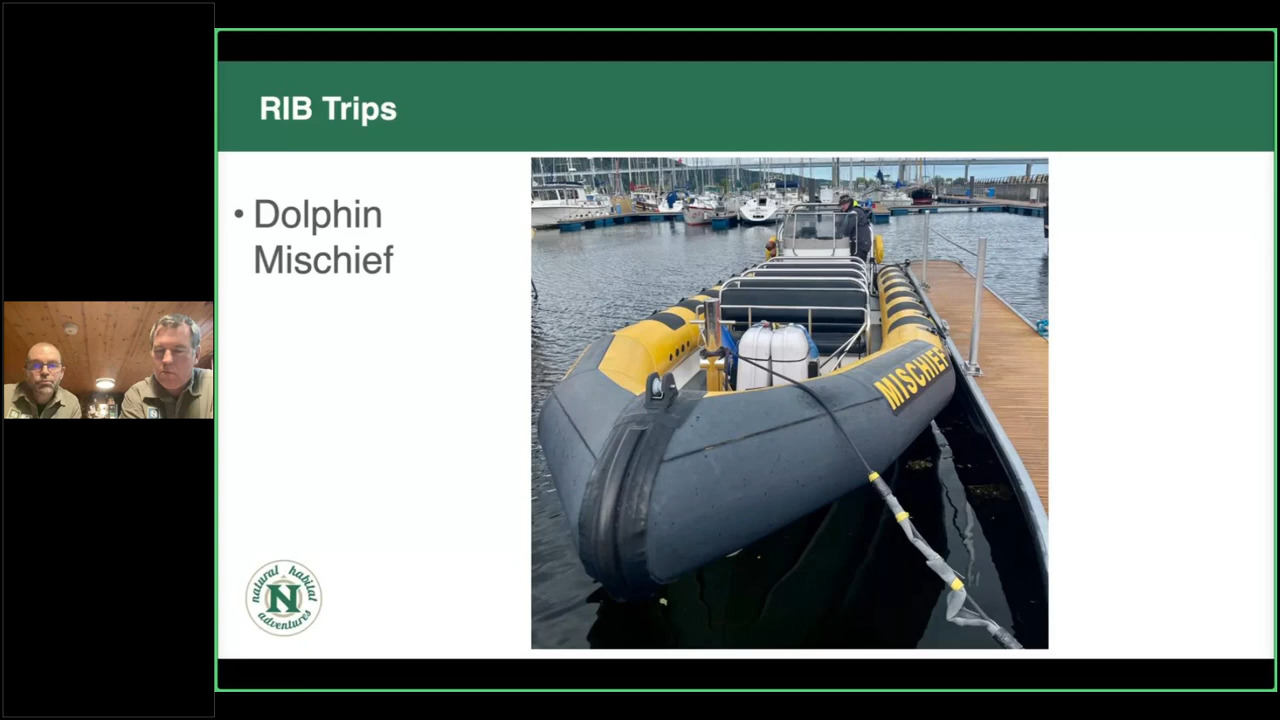 RIB Trips
• Dolphin
Mischief
MISCHIEF
natural habitat
N
adventures